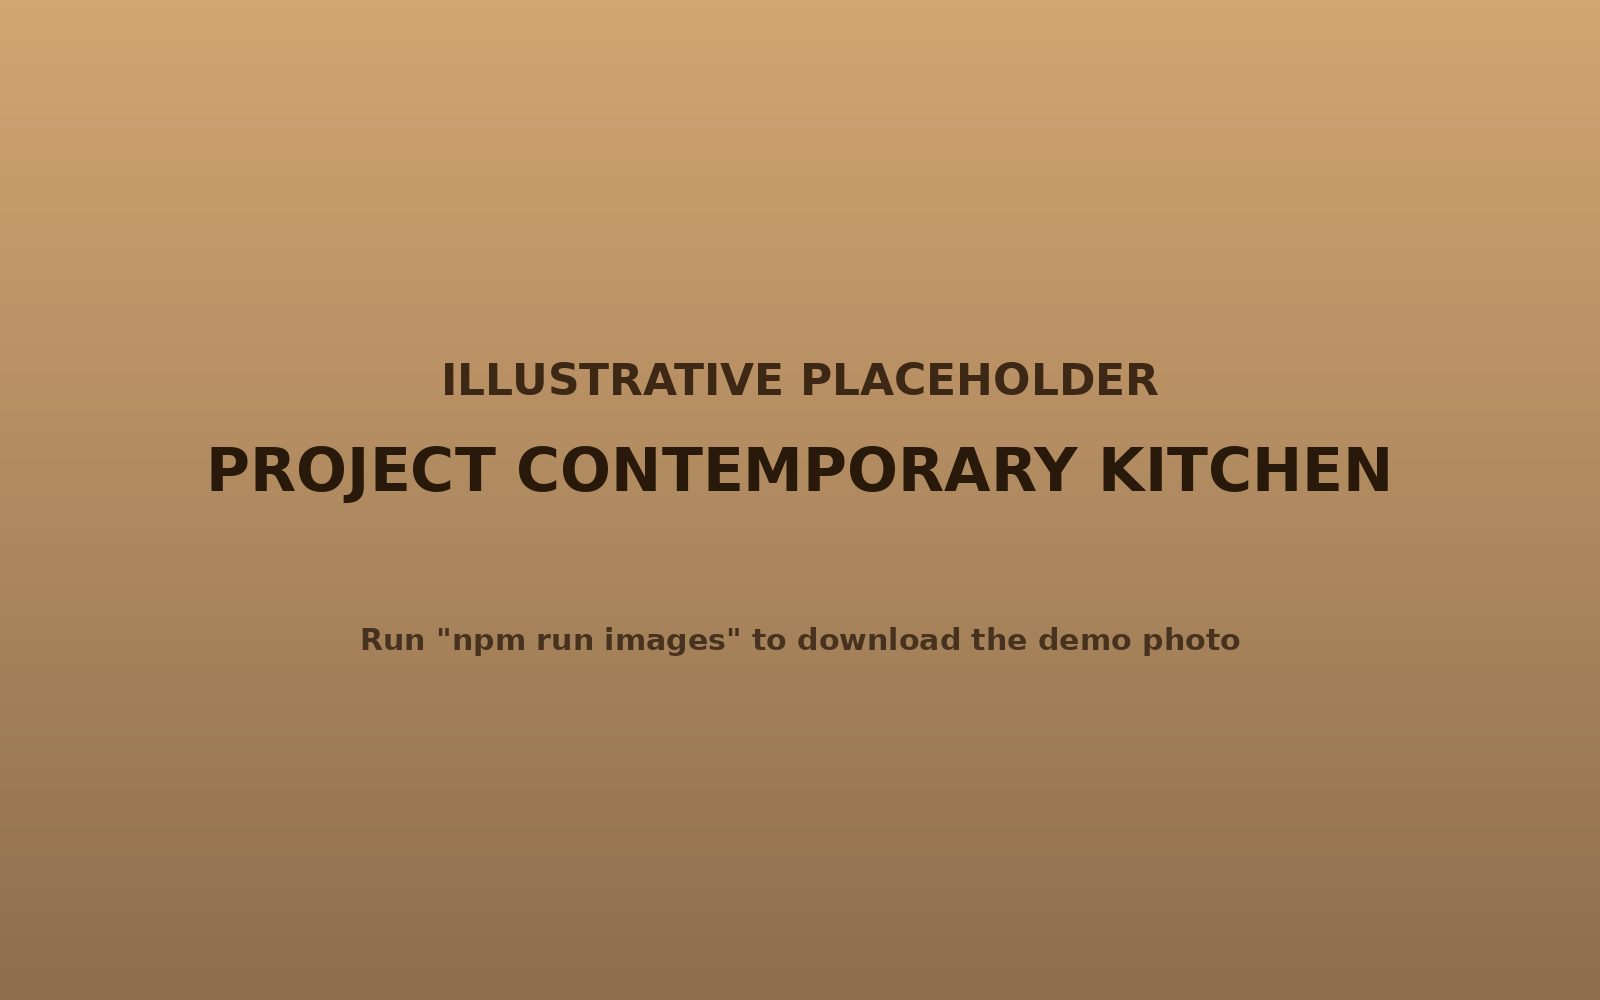 ILLUSTRATIVE PLACEHOLDER
PROJECT CONTEMPORARY KITCHEN
Run "npm run images" to download the demo photo